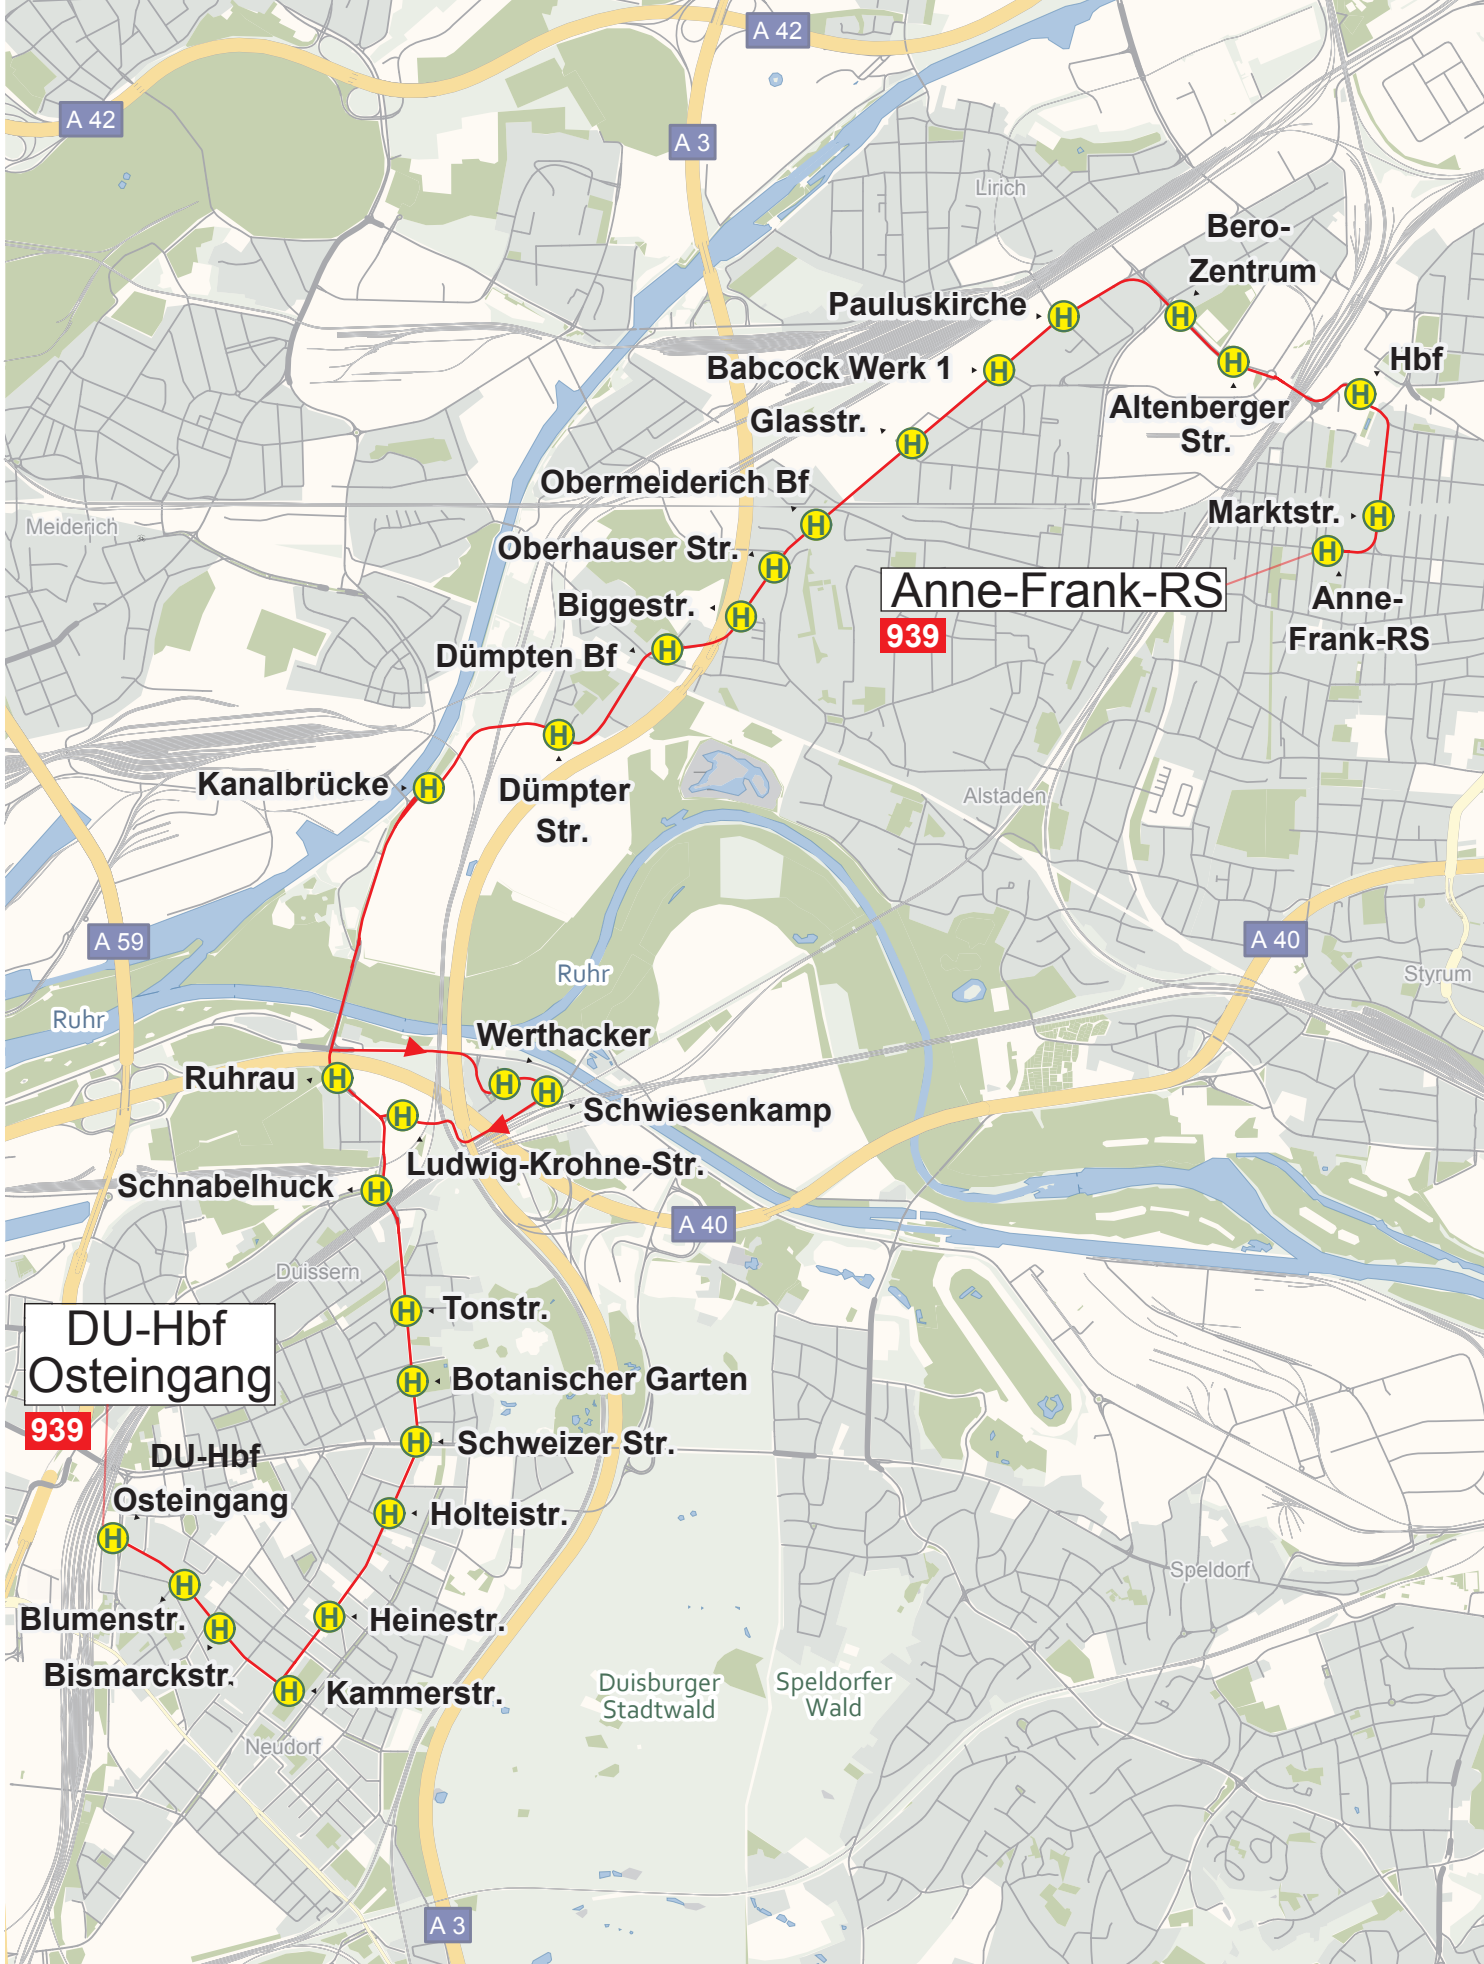 A 42
A 42
A 3
Lirich
Bero-
Zentrum
Pauluskirche
Babcock Werk 1
Hbf
Altenberger
Str.
Glasstr.
Obermeiderich Bf
Meiderich
Marktstr.
Oberhauser Str.
Anne-Frank-RS
939
Anne-
Frank-RS
Biggestr.
Dümpten Bf
Kanalbrücke
Dümpter
Str.
Alstaden
A 59
A 40
Ruhr
Styrum
Ruhr
Werthacker
Ruhrau
Schwiesenkamp
Ludwig-Krohne-Str.
Schnabelhuck
A 40
Duissern
Tonstr.
DU-Hbf
Osteingang
939
Botanischer Garten
Schweizer Str.
DU-Hbf
Osteingang
Holteistr.
Speldorf
Blumenstr.
Heinestr.
Bismarckstr.
Kammerstr.
Duisburger
Stadtwald
Speldorfer
Wald
Neudorf
A 3